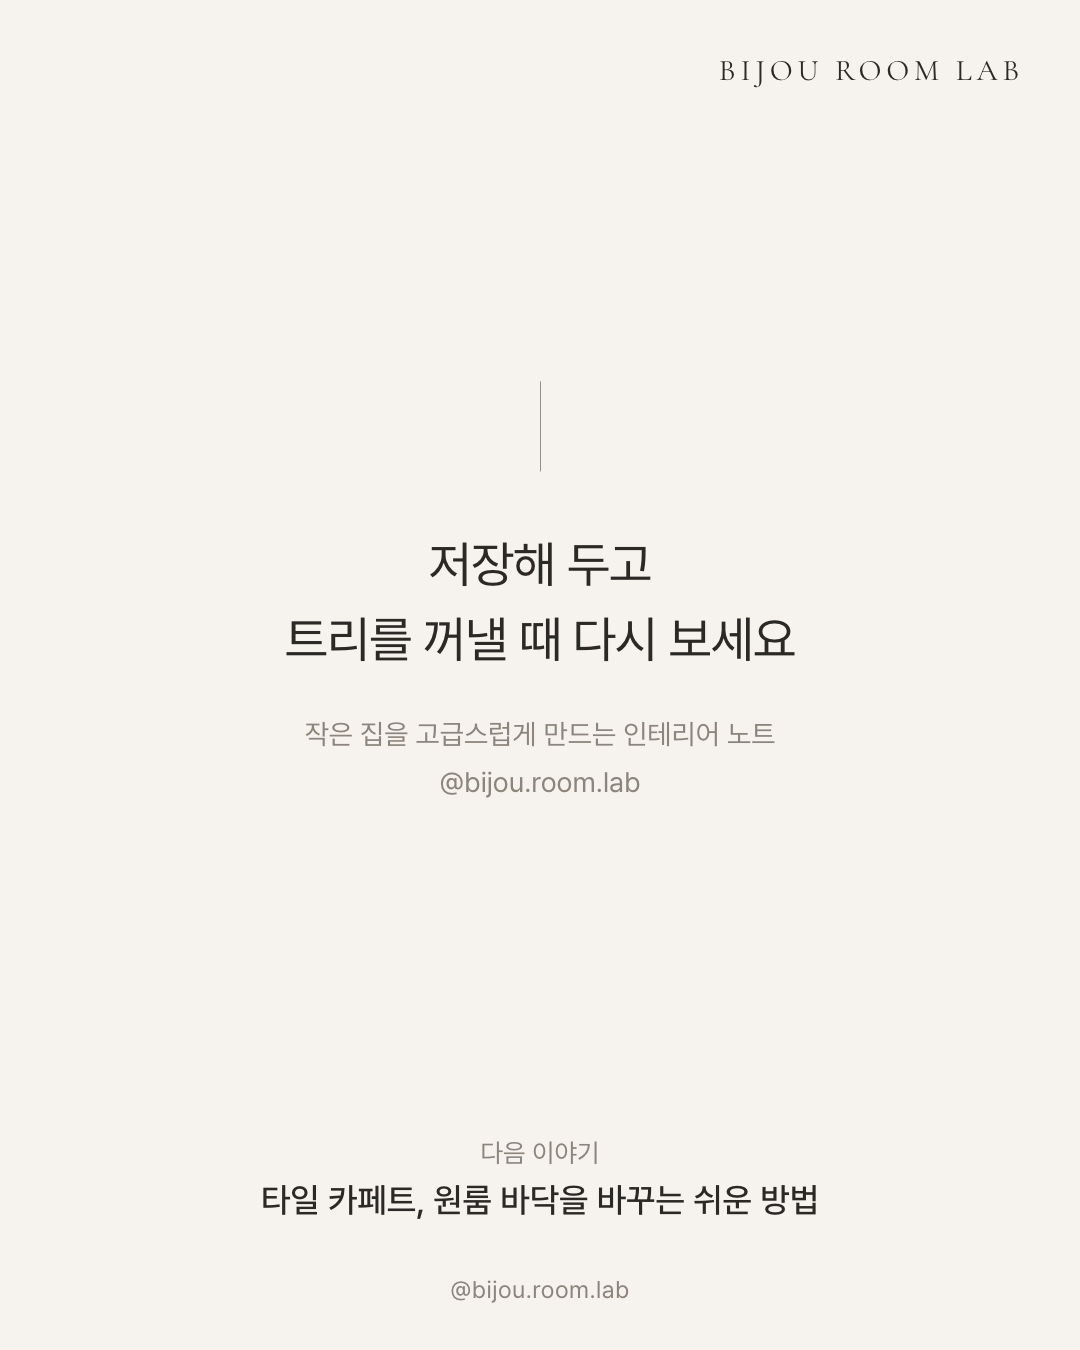 BIJOU ROOM LAB
저장해 두고
트리를 꺼낼 때 다시 보세요
작은 집을 고급스럽게 만드는 인테리어 노트
@bijou.room.lab
다음 이야기
타일 카페트, 원룸 바닥을 바꾸는 쉬운 방법
@bijou.room.lab